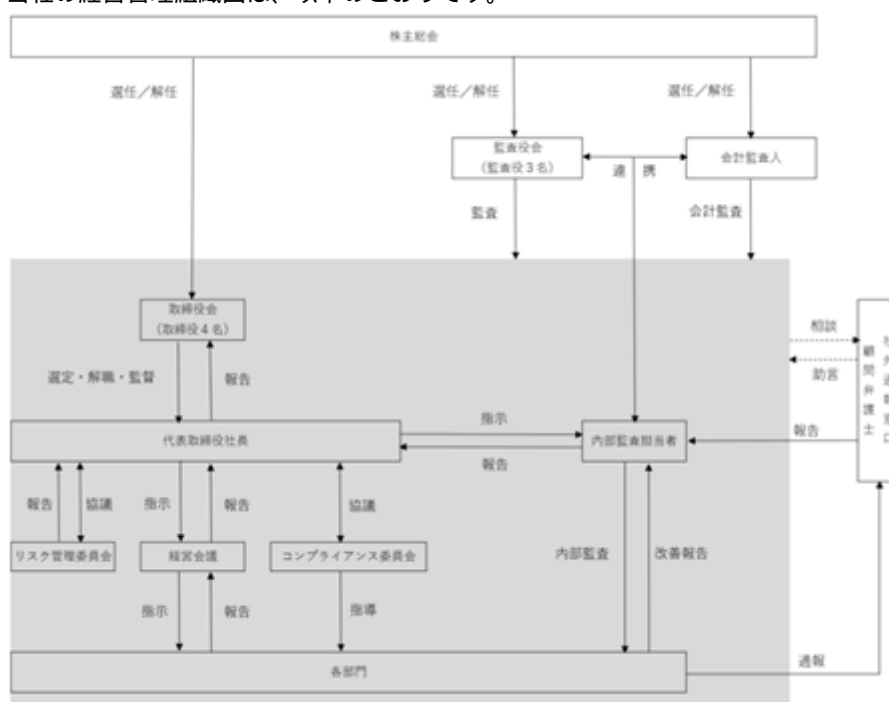 当社の経営管理組織図は、以下のとおりです。
株主総会
選任／解任
選任／解任
選任／解任
監査役会
(監査役３名)
連 携
会計監査人
監査
会計監査
取締役会
(取締役４名)
相談
助言
選定・解職・監督
報告
顧問弁護士
代表取締役社長
指示
報告
内部監査担当者
報告
報告
協議
指示
報告
協議
内部監査
改善報告
リスク管理委員会
経営会議
コンプライアンス委員会
指示
報告
指導
各部門
通報